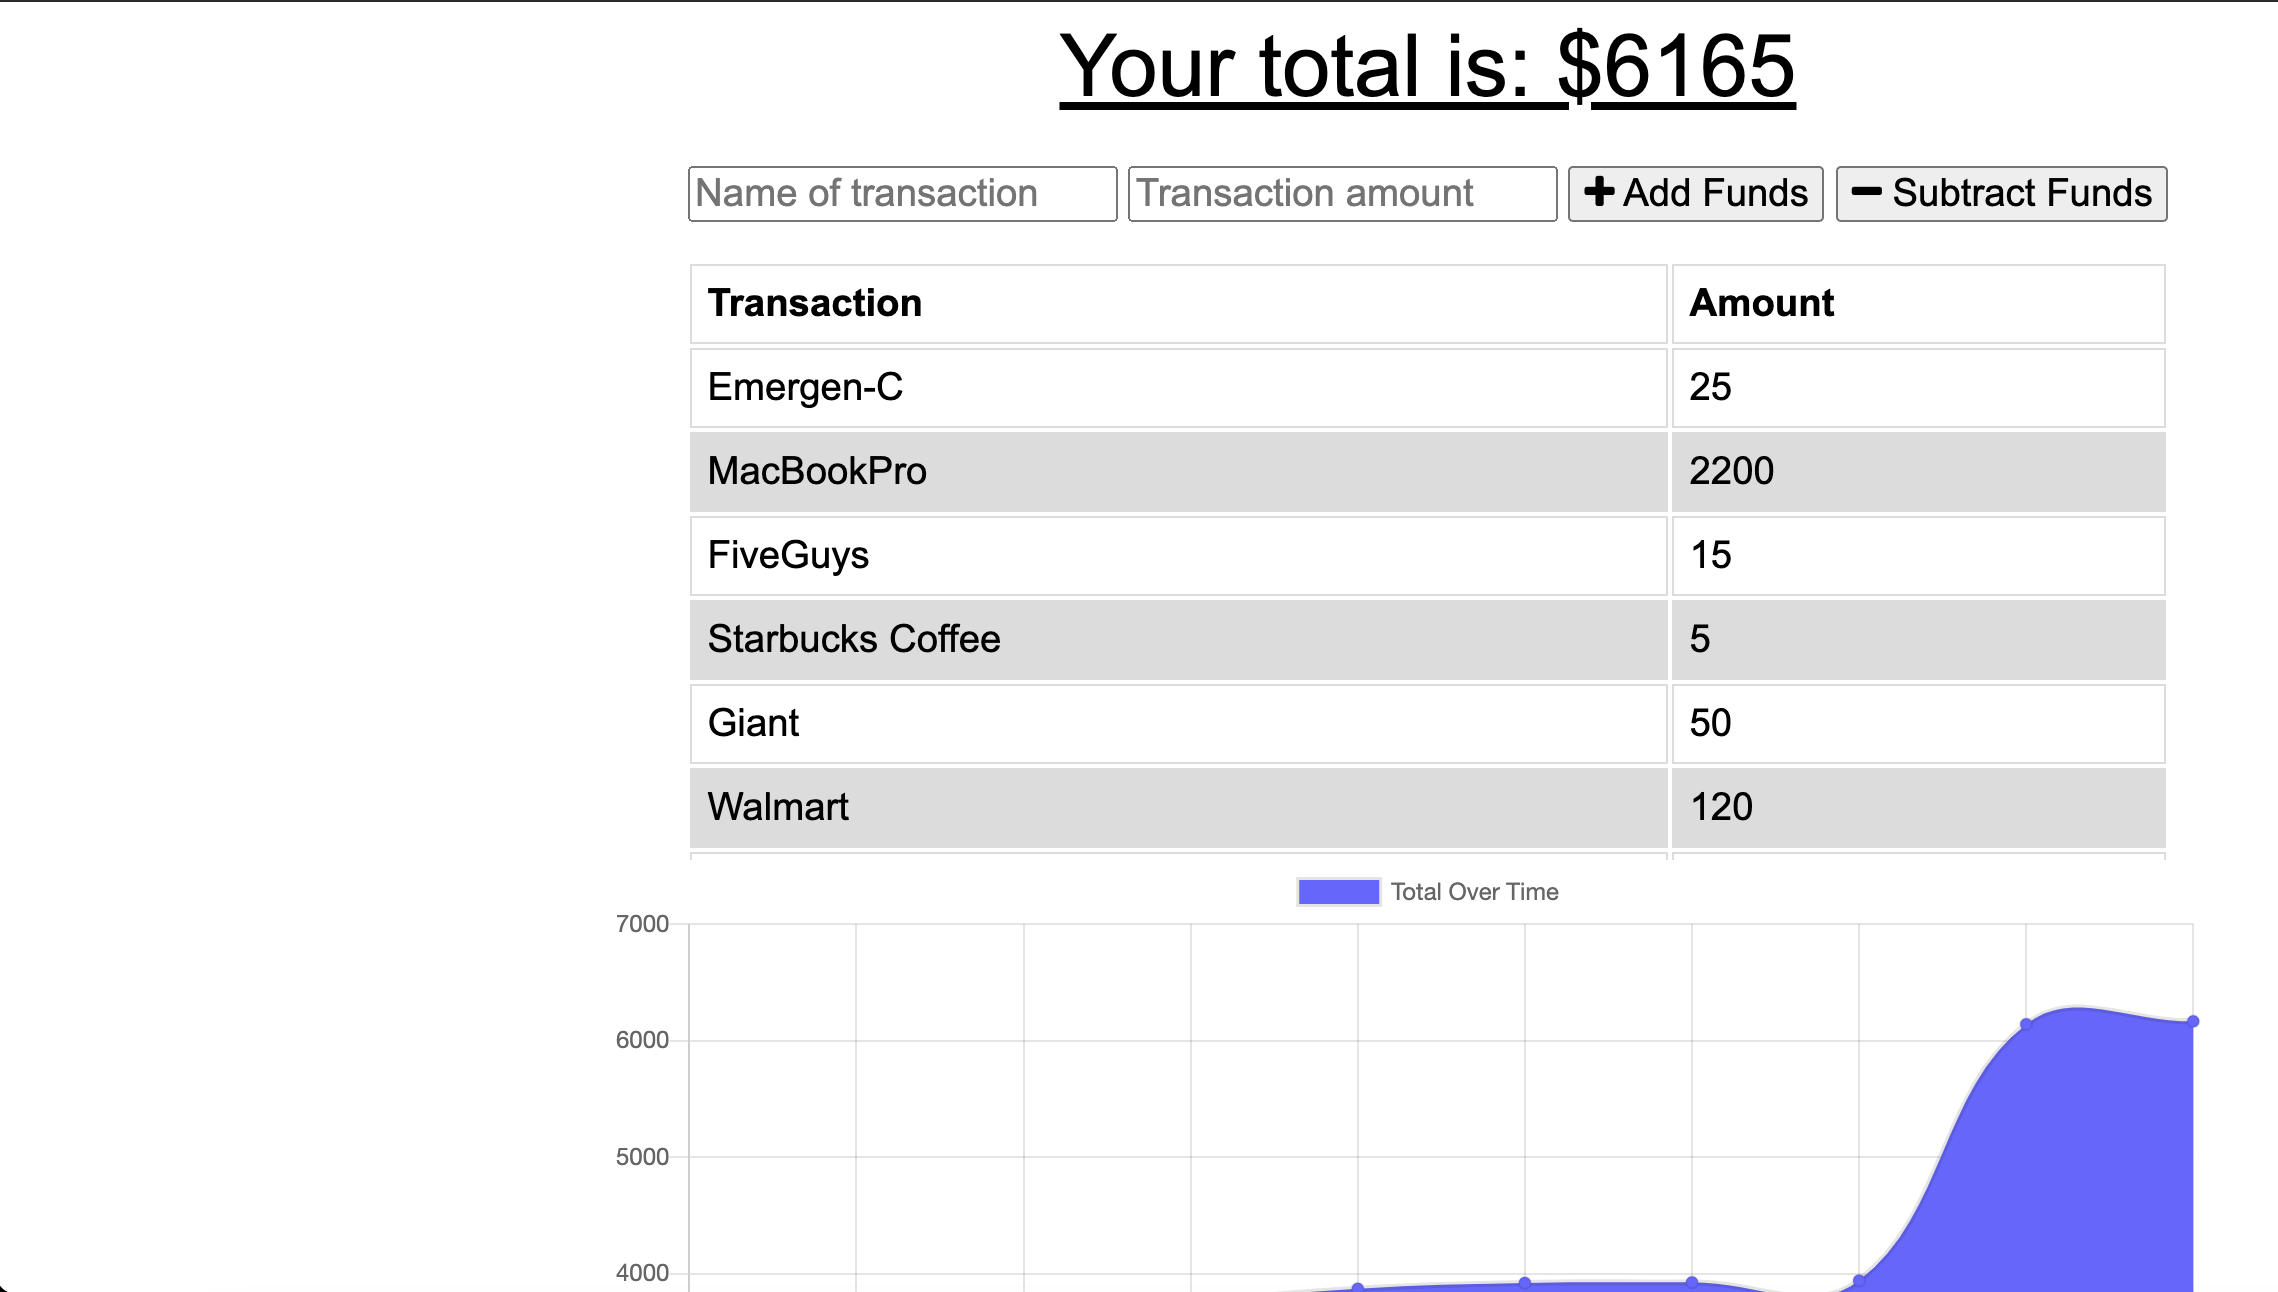 Your total is: $6165
Name of transaction Transaction amount Add Funds Subtract Funds
Transaction Amount
Emergen-C 25
MacBookPro 2200
FiveGuys 15
Starbucks Coffee 5
Giant 50
Walmart 120
Total Over Time
7000
6000
5000
4000